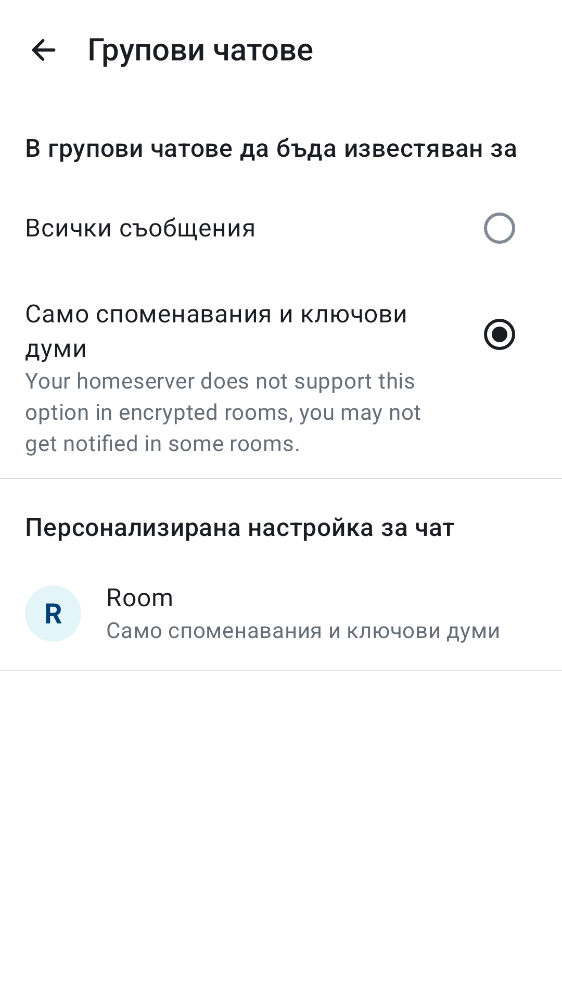 Групови чатове
В групови чатове да бъда известяван за
Всички съобщения
Само споменавания и ключови
думи
Your homeserver does not support this
option in encrypted rooms, you may not
get notified in some rooms.
Персонализирана настройка за чат
R
Room
Само споменавания и ключови думи